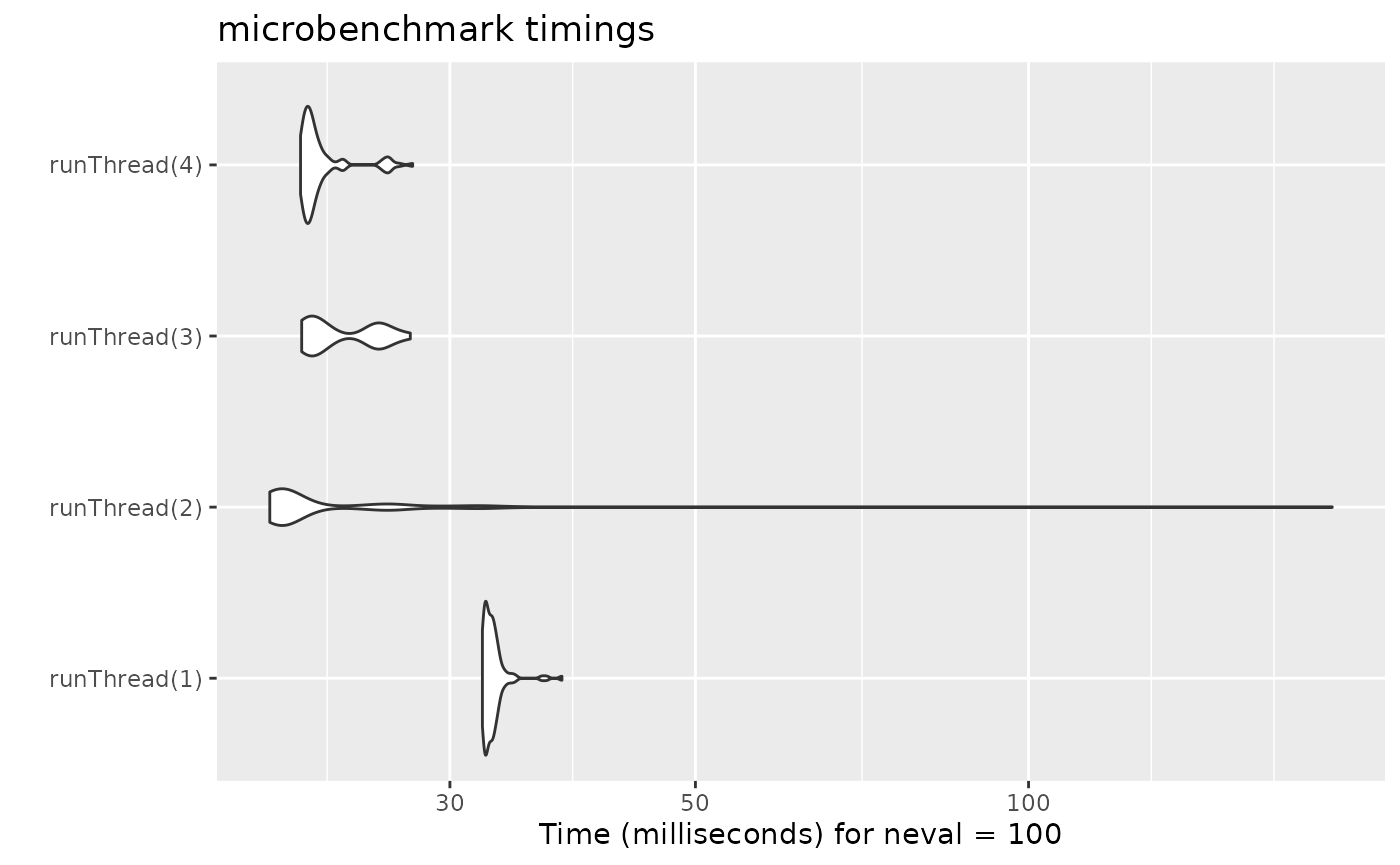 microbenchmark timings
runThread(4)
runThread(3)
runThread(2)
runThread(1)
30 50 100
Time (milliseconds) for neval = 100